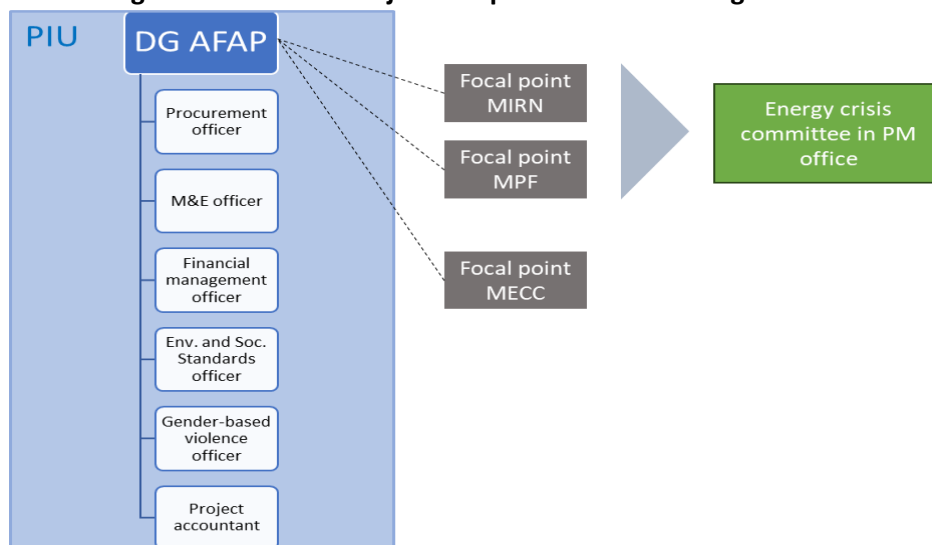 PIU
DG AFAP
Procurement
officer
M&E officer
Financial
management
officer
Env. and Soc.
Standards
officer
Gender-based
violence
officer
Project
accountant
Focal point
MIRN
Focal point
MPF
Focal point
MECC
Energy crisis
committee in PM
office